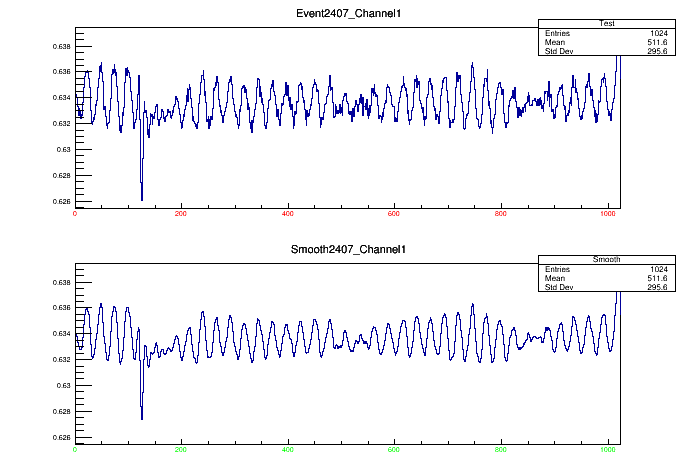 Event2407_Channel1
Test
Entries 1024
Mean 511.6
Std Dev 295.6
0.638
0.636
0.634
0.632
0.63
0.628
0.626
0 200 400 600 800 1000
Smooth2407_Channel1
Smooth
Entries 1024
Mean 511.6
Std Dev 295.6
0.638
0.636
0.634
0.632
0.63
0.628
0.626
0 200 400 600 800 1000